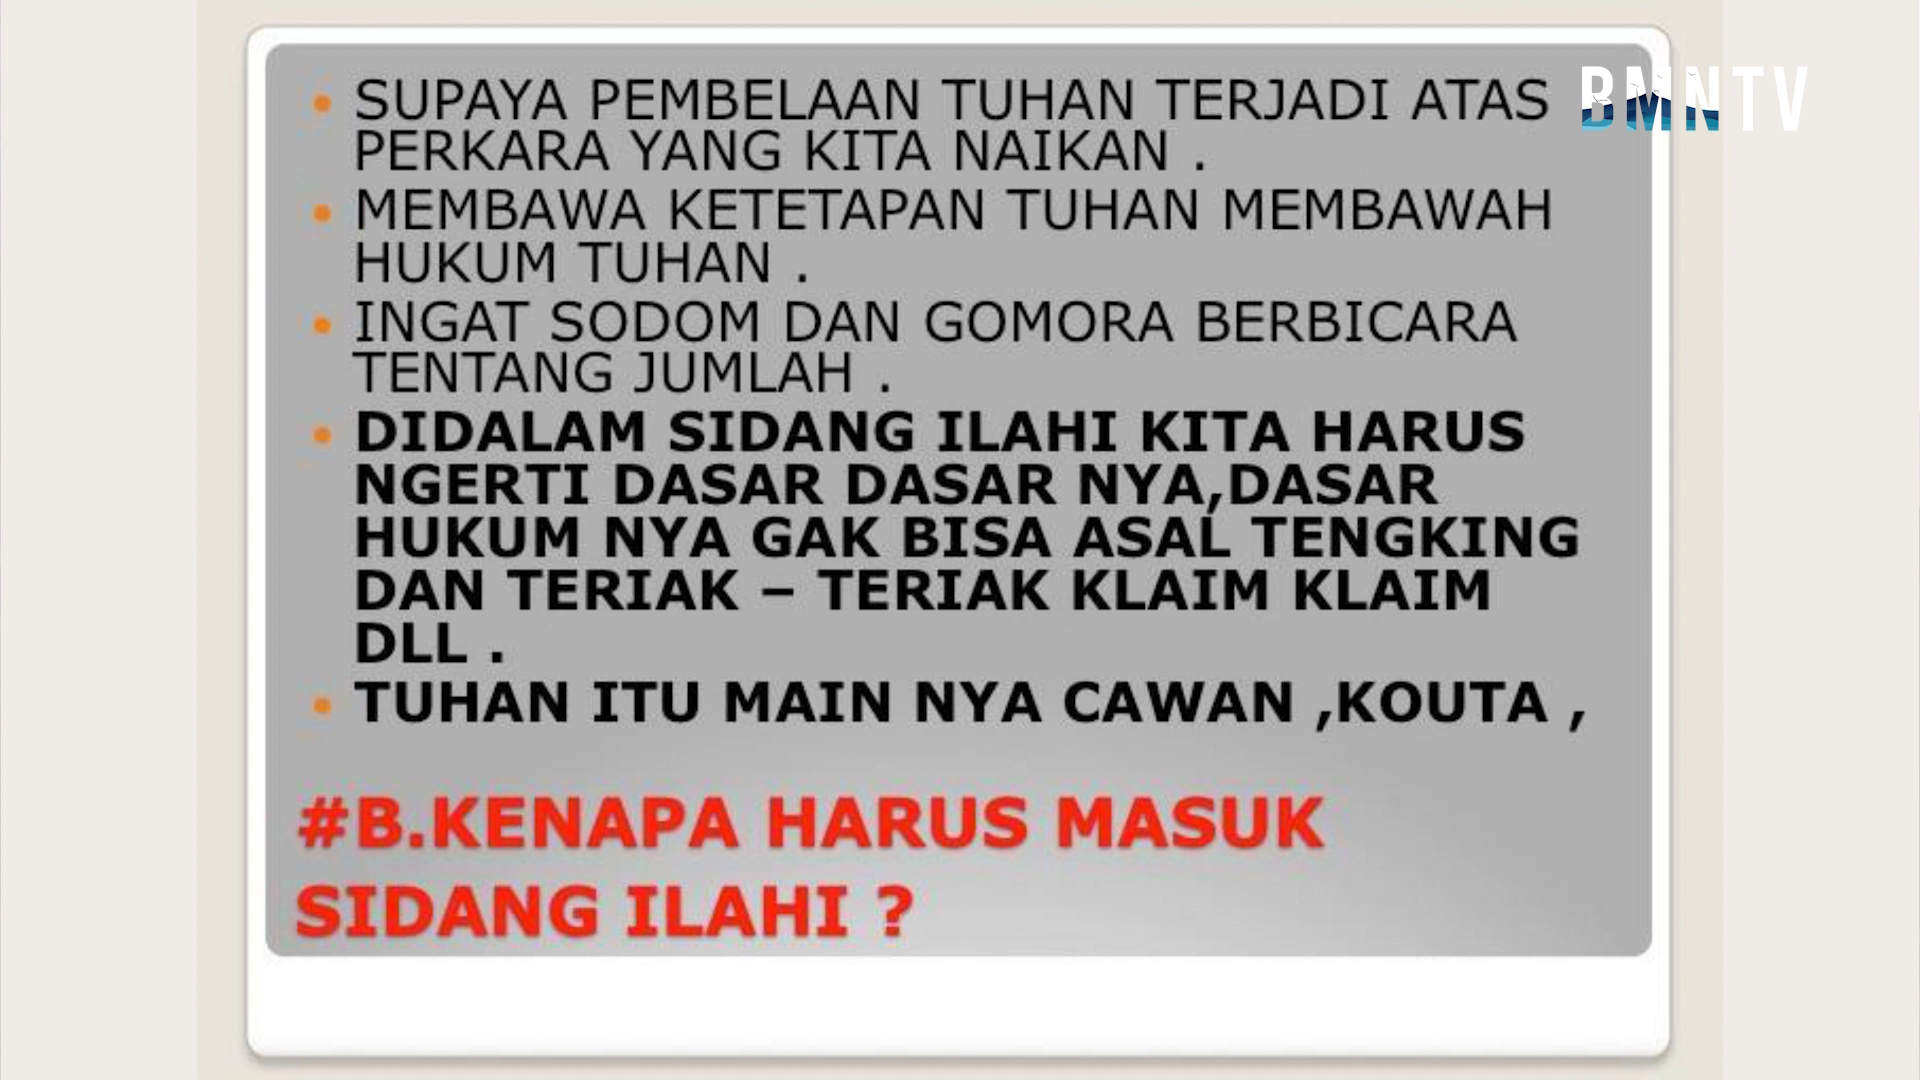 SUPAYA PEMBELAAN TUHAN TERJADI ATAS
PERKARA YANG KITA NAIKAN .
MEMBAWA KETETAPAN TUHAN MEMBAWAH
HUKUM TUHAN .
INGAT SODOM DAN GOMORA BERBICARA
TENTANG JUMLAH .
DIDALAM SIDANG ILAHI KITA HARUS
NGERTI DASAR DASAR NYA,DASAR
HUKUM NYA GAK BISA ASAL TENGKING
DAN TERIAK – TERIAK KLAIM KLAIM
DLL .
TUHAN ITU MAIN NYA CAWAN ,KOUTA ,
#B.KENAPA HARUS MASUK
SIDANG ILAHI ?
BMNTV